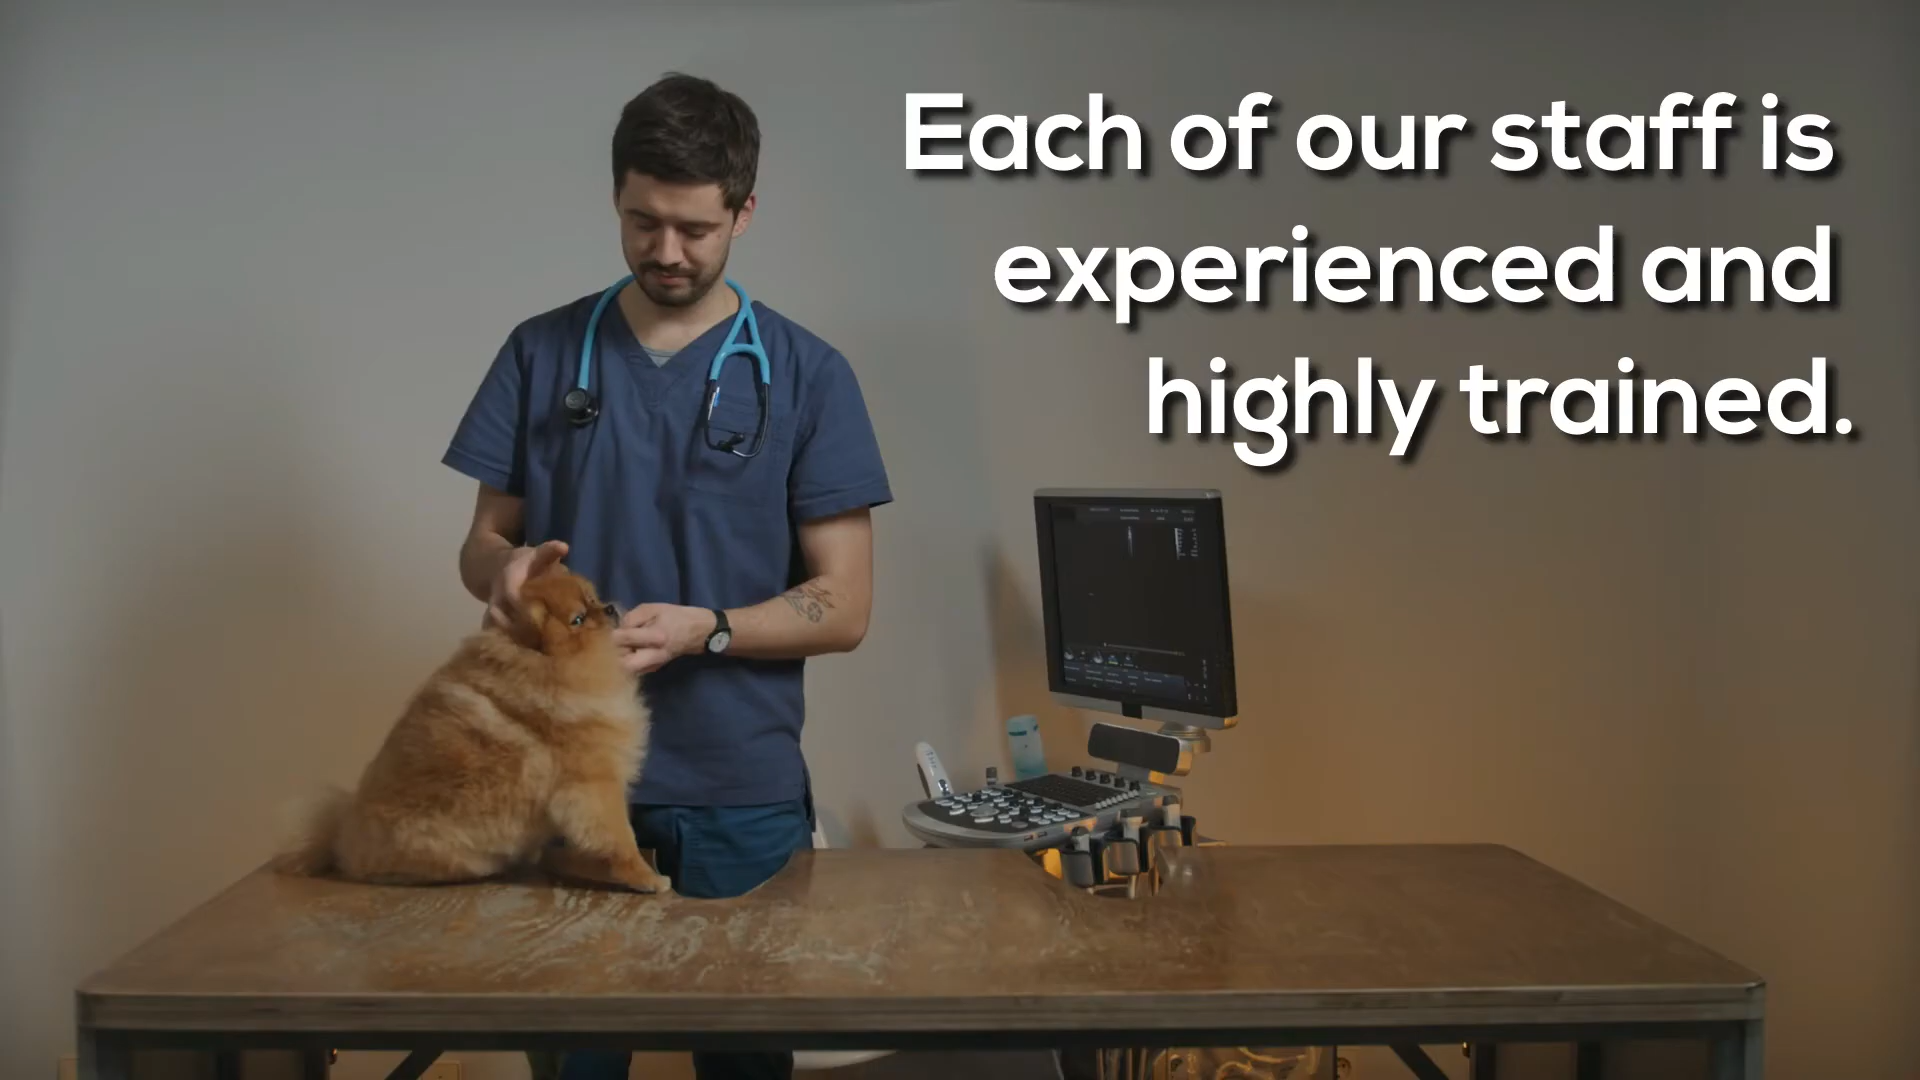 Each of our staff is
experienced and
highly trained.